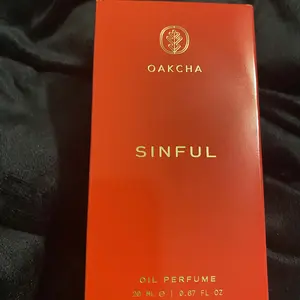 OAKCHA
SINFUL
OIL PERFUME
20 ML ℮ | 0.67 FL OZ